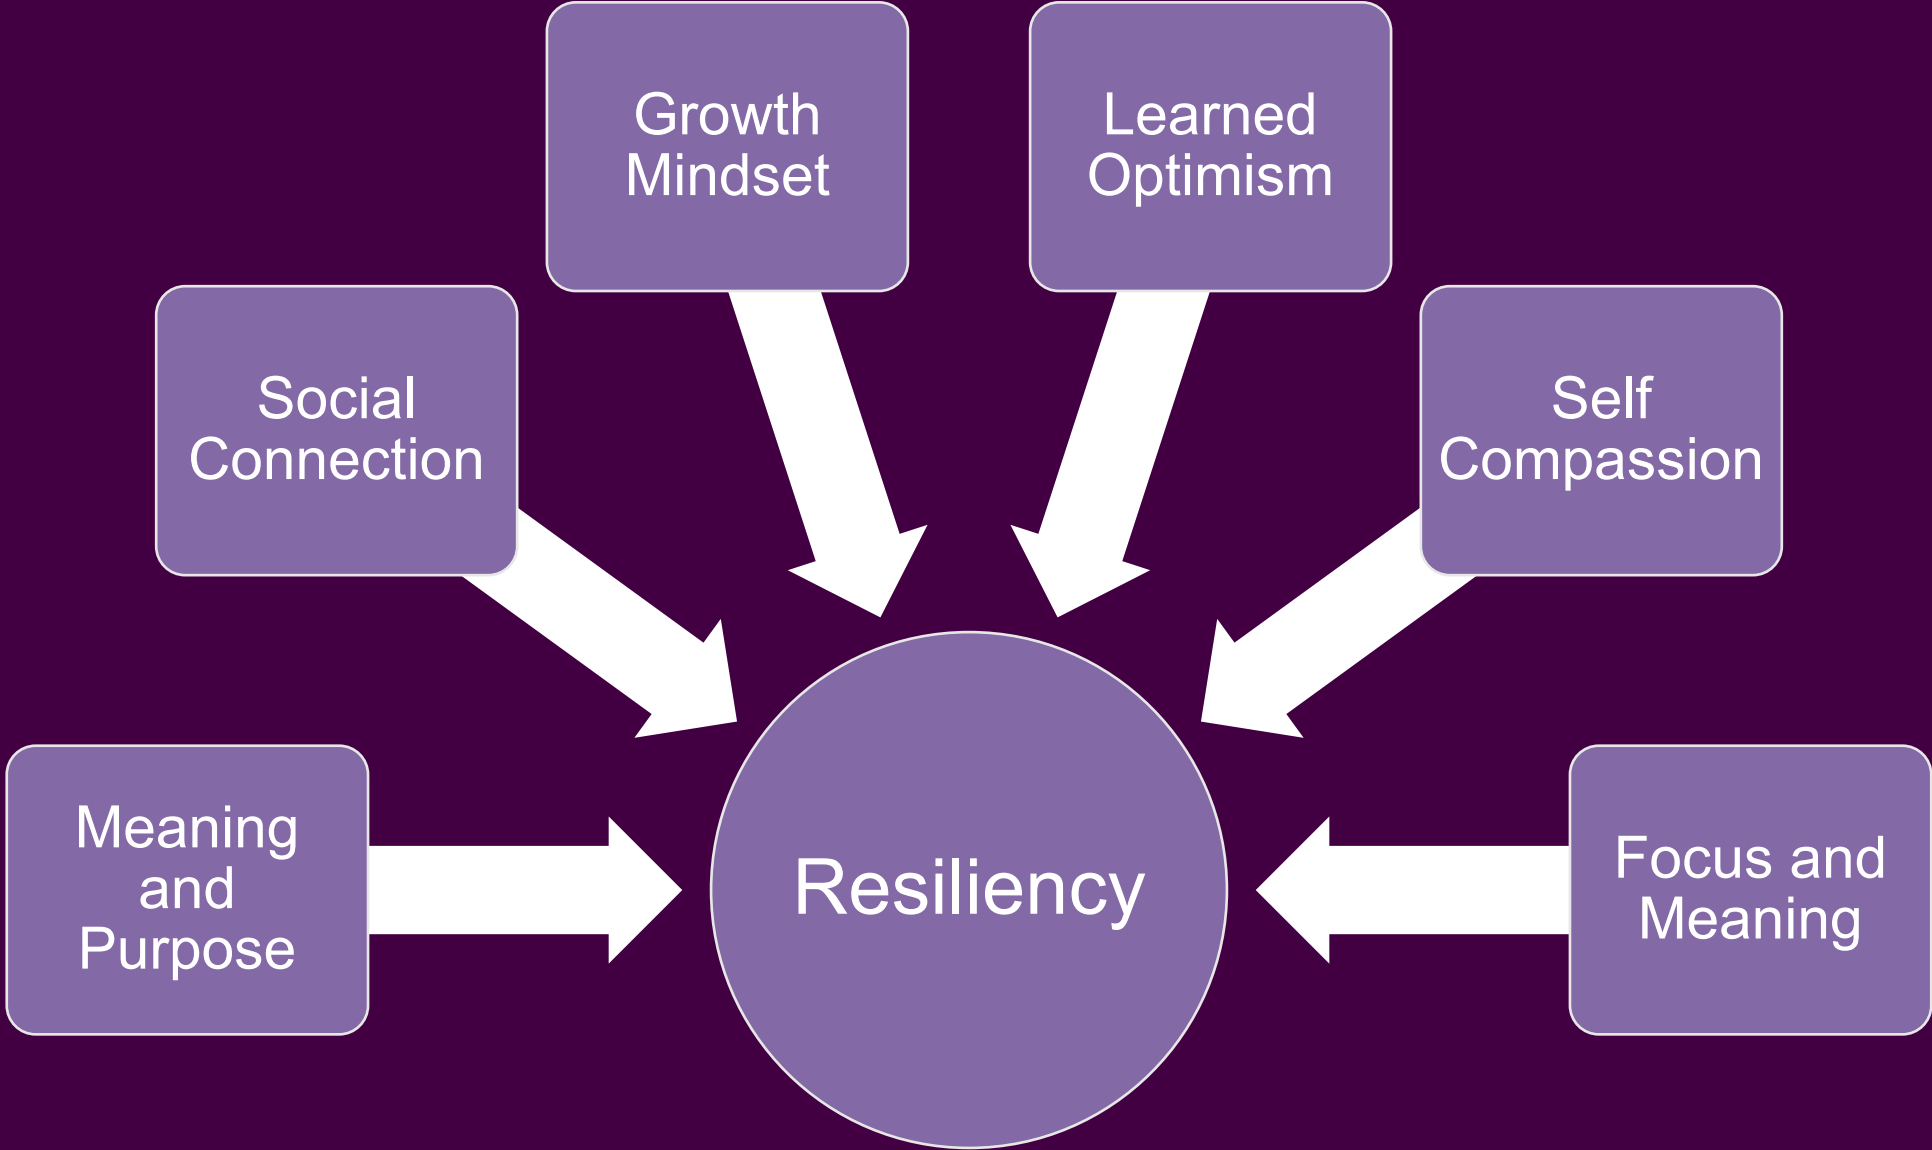 Growth
Mindset
Learned
Optimism
Social
Connection
Self
Compassion
Meaning
and
Purpose
Resiliency
Focus and
Meaning